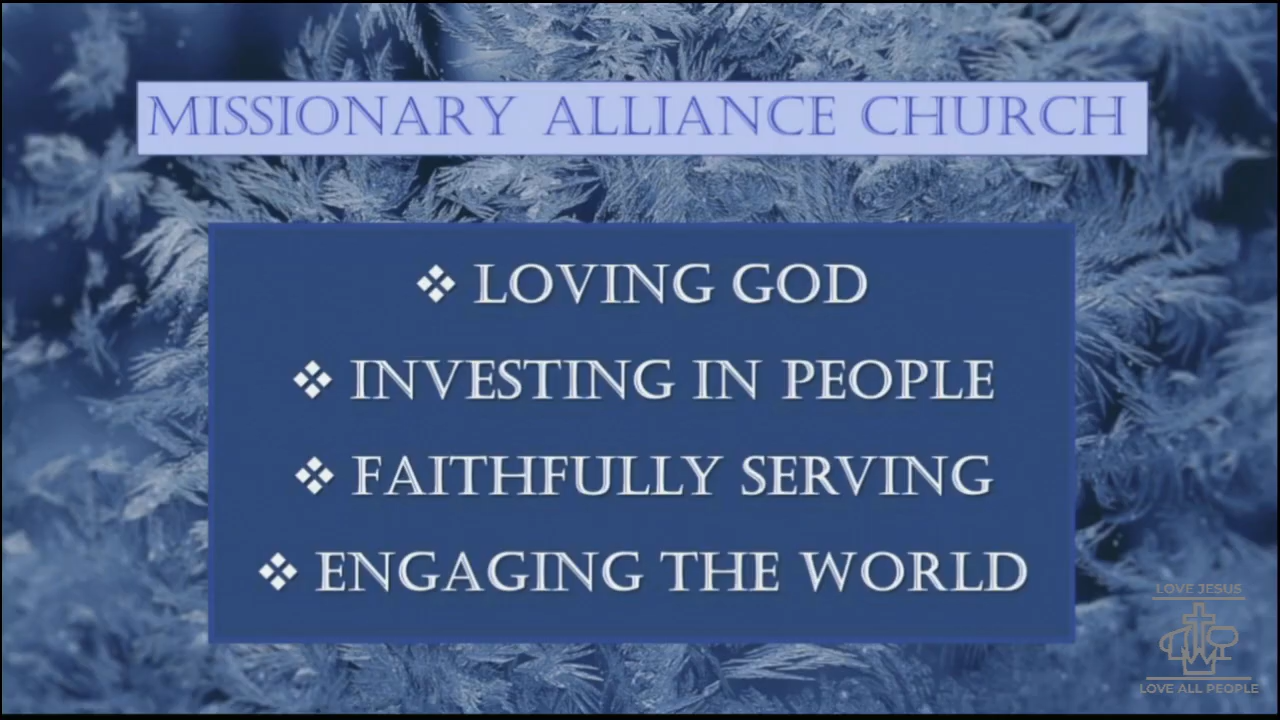 MISSIONARY ALLIANCE CHURCH
❖ LOVING GOD
❖ INVESTING IN PEOPLE
❖ FAITHFULLY SERVING
❖ ENGAGING THE WORLD
LOVE JESUS
LOVE ALL PEOPLE